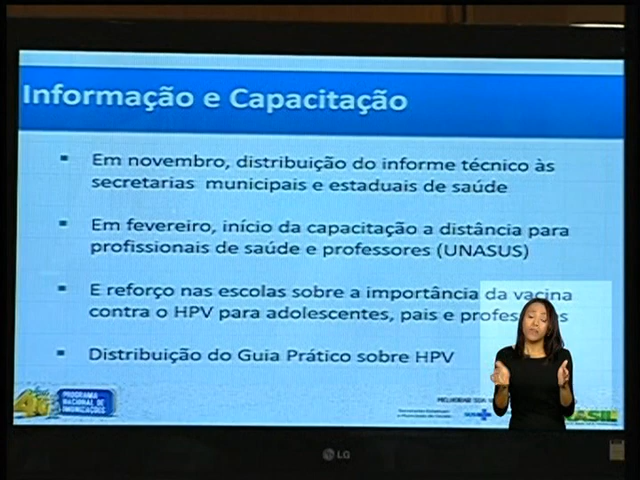 Informação e Capacitação
Em novembro, distribuição do informe técnico às
secretarias municipais e estaduais de saúde
Em fevereiro, início da capacitação a distância para
profissionais de saúde e professores (UNASUS)
E reforço nas escolas sobre a importância da vacina
contra o HPV para adolescentes, pais e professores
Distribuição do Guia Prático sobre HPV
PROGRAMA
NACIONAL DE
IMUNIZAÇÕES
MELHORAR SUA
LG